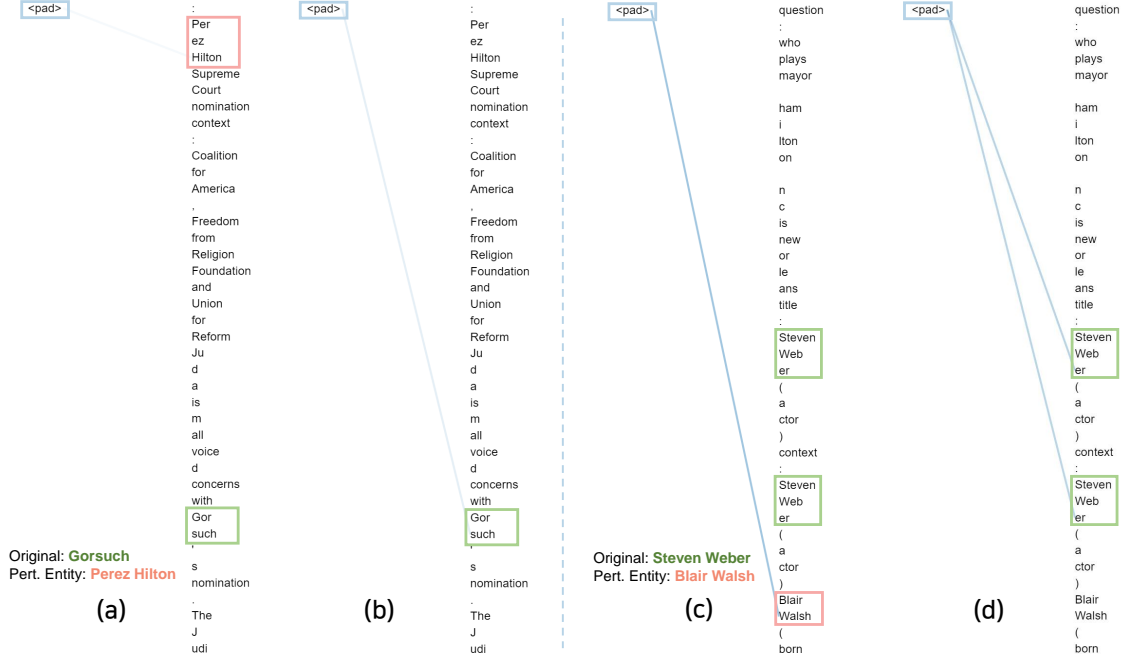 <pad>
:
Per
ez
Hilton
Supreme
Court
nomination
context
:
Coalition
for
America
,
Freedom
from
Religion
Foundation
and
Union
for
Reform
Ju
d
a
is
m
all
voice
d
concerns
with
Gor
such
'
s
nomination
.
The
J
udi
Original: Gorsuch
Pert. Entity: Perez Hilton
(a)
<pad>
:
Per
ez
Hilton
Supreme
Court
nomination
context
:
Coalition
for
America
,
Freedom
from
Religion
Foundation
and
Union
for
Reform
Ju
d
a
is
m
all
voice
d
concerns
with
Gor
such
'
s
nomination
.
The
J
udi
(b)
<pad>
question
:
who
plays
mayor
ham
i
lton
on
n
c
is
new
or
le
ans
title
:
Steven
Web
er
(
a
ctor
)
context
:
Steven
Web
er
(
a
ctor
)
Blair
Walsh
(
born
Original: Steven Weber
Pert. Entity: Blair Walsh
(c)
<pad>
question
:
who
plays
mayor
ham
i
lton
on
n
c
is
new
or
le
ans
title
:
Steven
Web
er
(
a
ctor
)
context
:
Steven
Web
er
(
a
ctor
)
Blair
Walsh
(
born
(d)